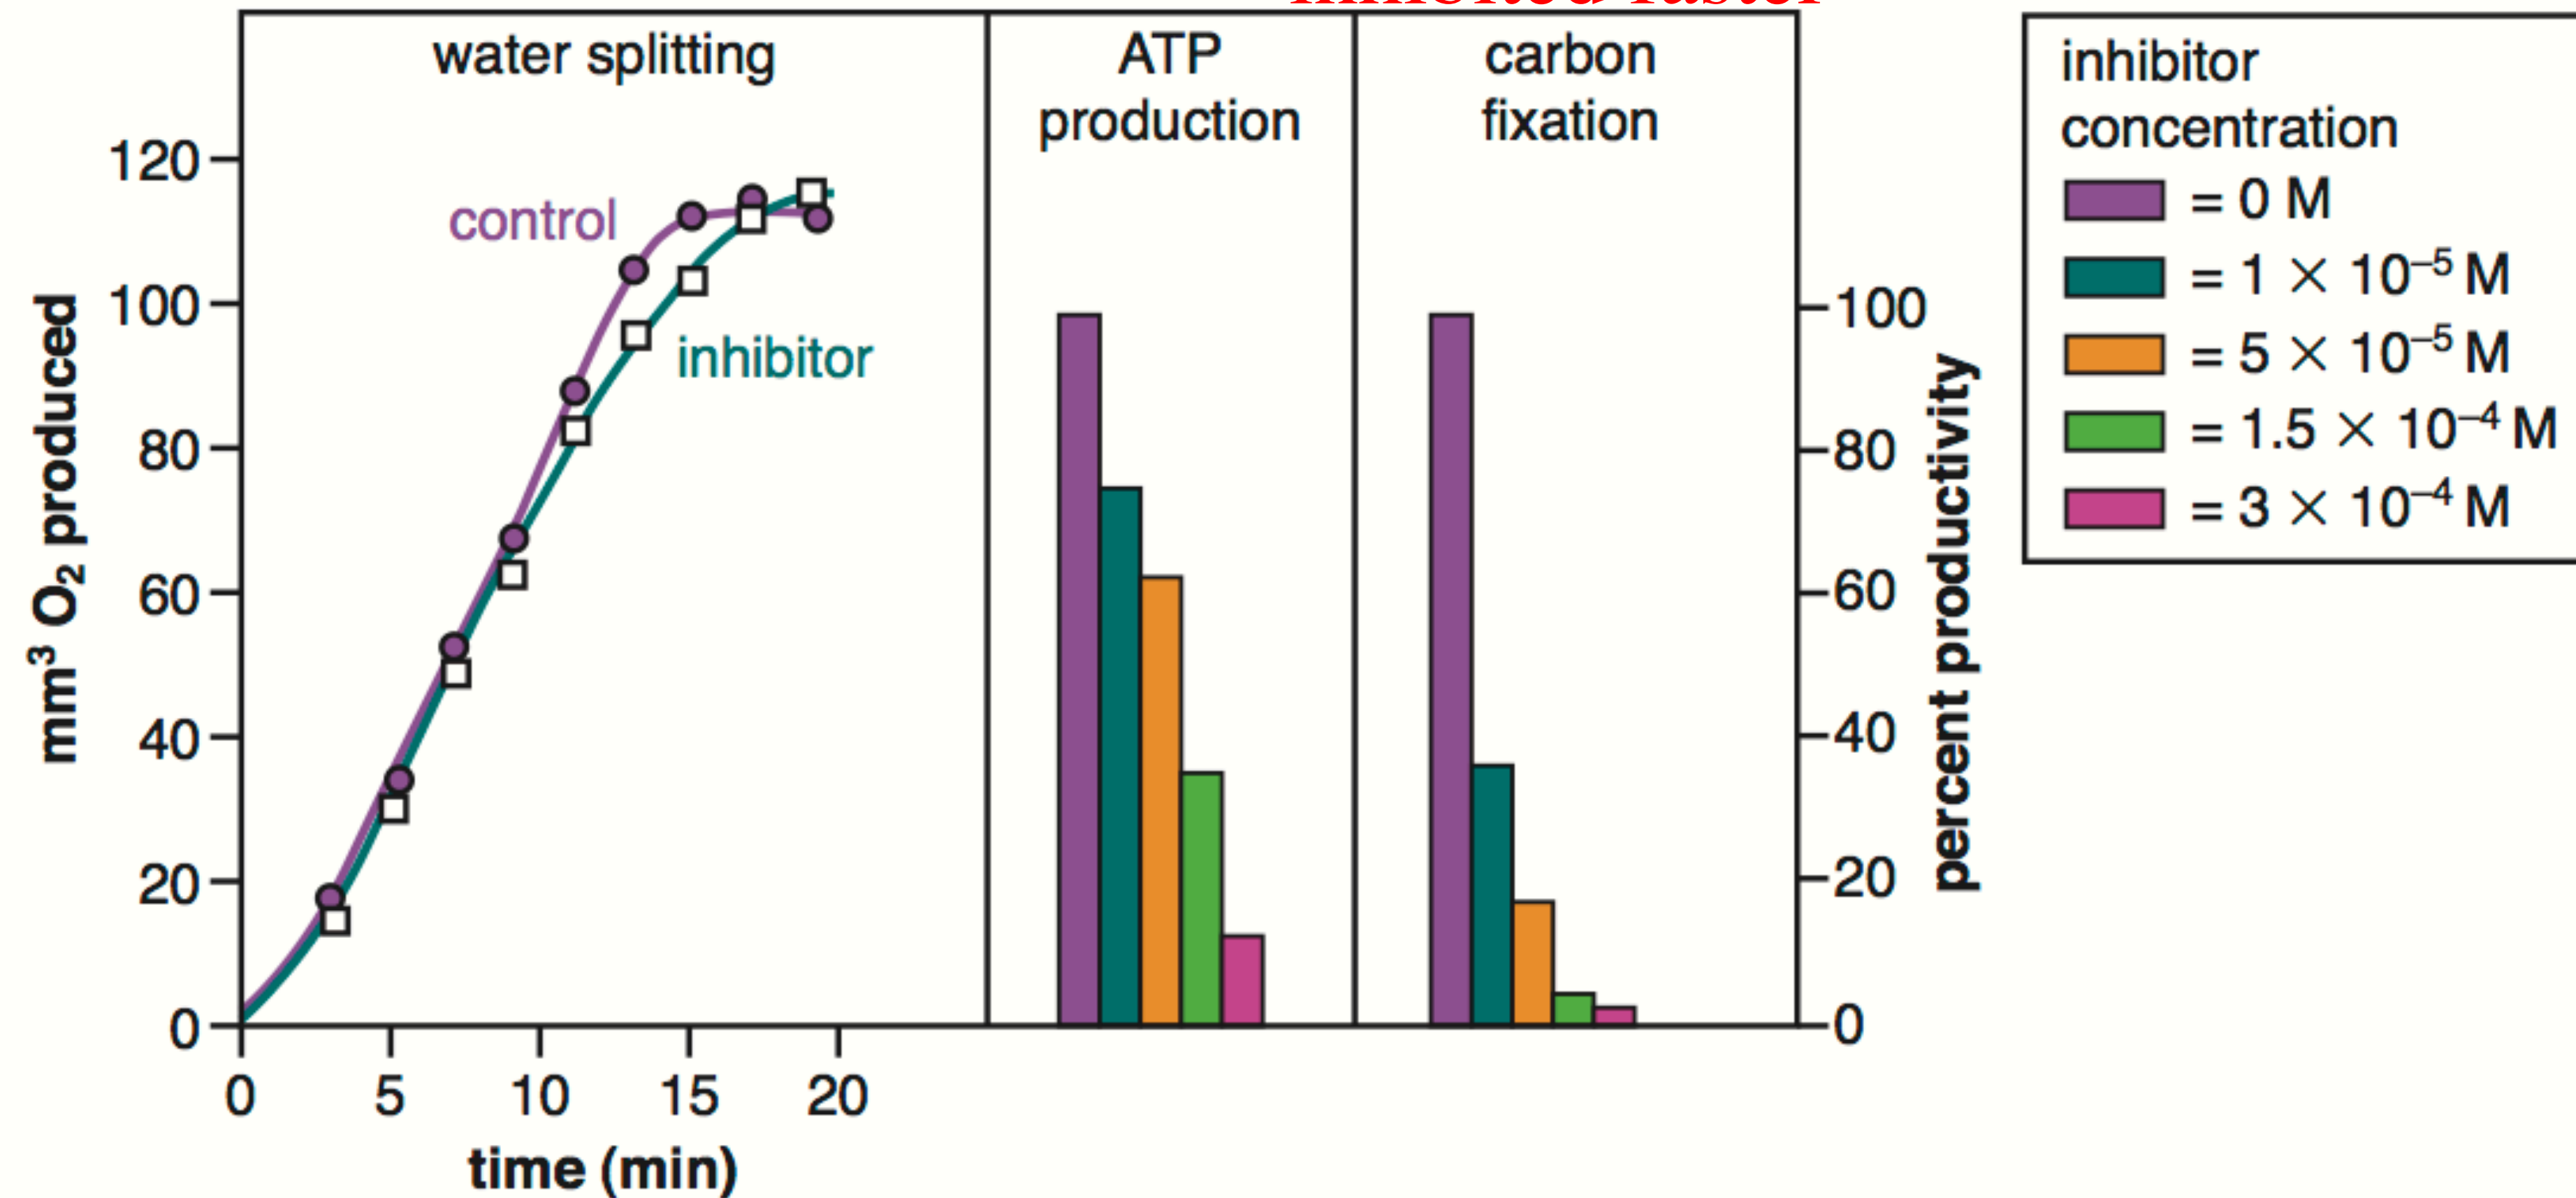 inhibited faster
water splitting
ATP
production
carbon
fixation
mm³ O₂ produced
120
100
80
60
40
20
0
control
inhibitor
0
5
10
15
20
time (min)
100
80
60
40
20
0
percent productivity
inhibitor
concentration
= 0 M
= 1 × 10⁻⁵ M
= 5 × 10⁻⁵ M
= 1.5 × 10⁻⁴ M
= 3 × 10⁻⁴ M